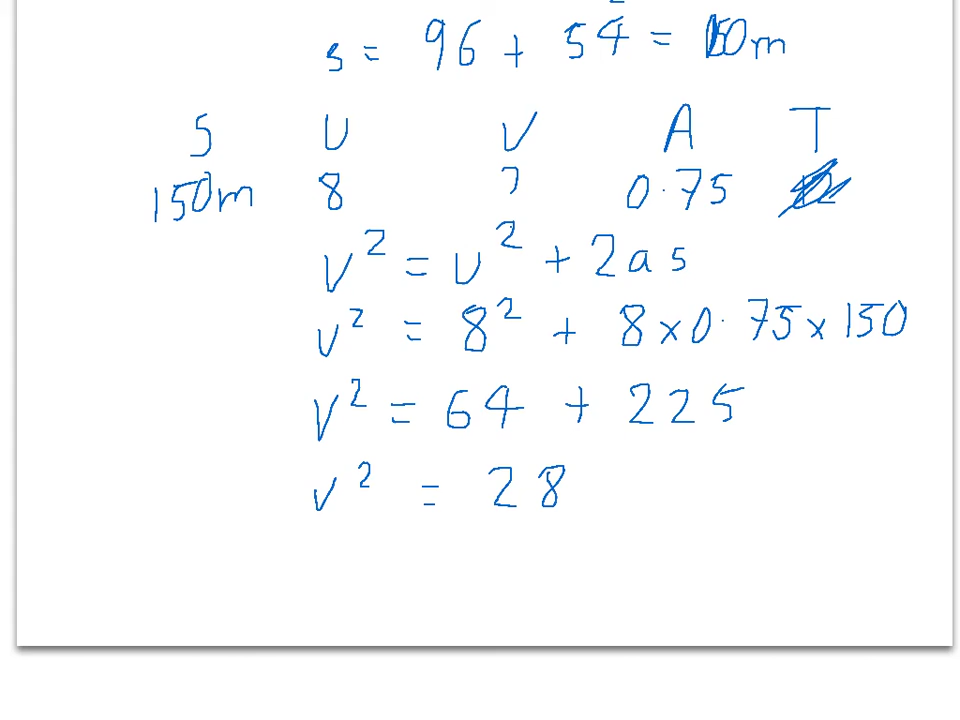 s = 96 + 54 = 150m
S U V A T
150m 8 ? 0.75
v² = u² + 2as
v² = 8² + 8×0.75×150
v² = 64 + 225
v² = 28